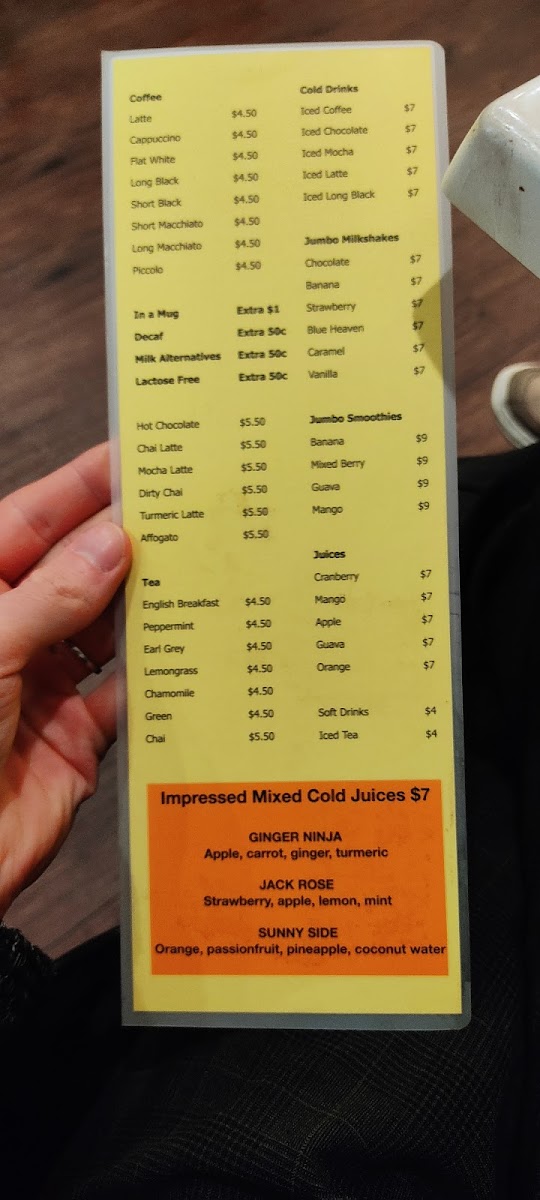 Coffee
Latte $4.50
Cappuccino $4.50
Flat White $4.50
Long Black $4.50
Short Black $4.50
Short Macchiato $4.50
Long Macchiato $4.50
Piccolo $4.50
In a Mug Extra $1
Decaf Extra 50c
Milk Alternatives Extra 50c
Lactose Free Extra 50c
Hot Chocolate $5.50
Chai Latte $5.50
Mocha Latte $5.50
Dirty Chai $5.50
Turmeric Latte $5.50
Affogato $5.50
Tea
English Breakfast $4.50
Peppermint $4.50
Earl Grey $4.50
Lemongrass $4.50
Chamomile $4.50
Green $4.50
Chai $5.50
Cold Drinks
Iced Coffee $7
Iced Chocolate $7
Iced Mocha $7
Iced Latte $7
Iced Long Black $7
Jumbo Milkshakes
Chocolate $7
Banana $7
Strawberry $7
Blue Heaven $7
Caramel $7
Vanilla $7
Jumbo Smoothies
Banana $9
Mixed Berry $9
Guava $9
Mango $9
Juices
Cranberry $7
Mango $7
Apple $7
Guava $7
Orange $7
Soft Drinks $4
Iced Tea $4
Impressed Mixed Cold Juices $7
GINGER NINJA
Apple, carrot, ginger, turmeric
JACK ROSE
Strawberry, apple, lemon, mint
SUNNY SIDE
Orange, passionfruit, pineapple, coconut water